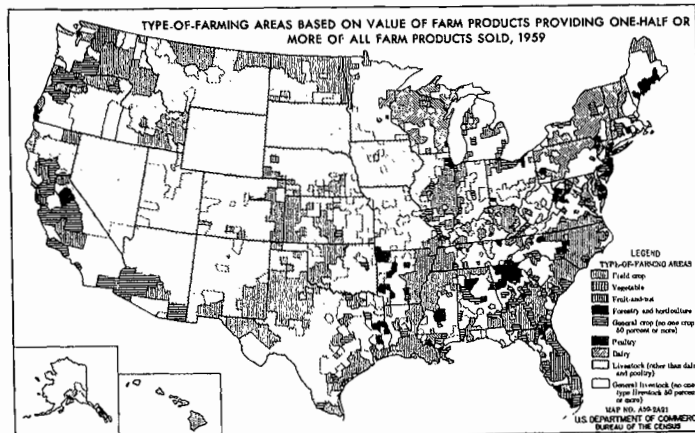 TYPE-OF-FARMING AREAS BASED ON VALUE OF FARM PRODUCTS PROVIDING ONE-HALF OR
MORE OF ALL FARM PRODUCTS SOLD, 1959
LEGEND
TYPE-OF-FARMING AREAS
Field crop
Vegetable
Fruit-and-nut
Forestry and horticulture
General crop (no one crop
50 percent or more)
Poultry
Dairy
Livestock (other than dair
and poultry)
General livestock (no one
type livestock 50 percent
or more)
MAP NO. A59-2A21
U.S. DEPARTMENT OF COMMERC
BUREAU OF THE CENSUS